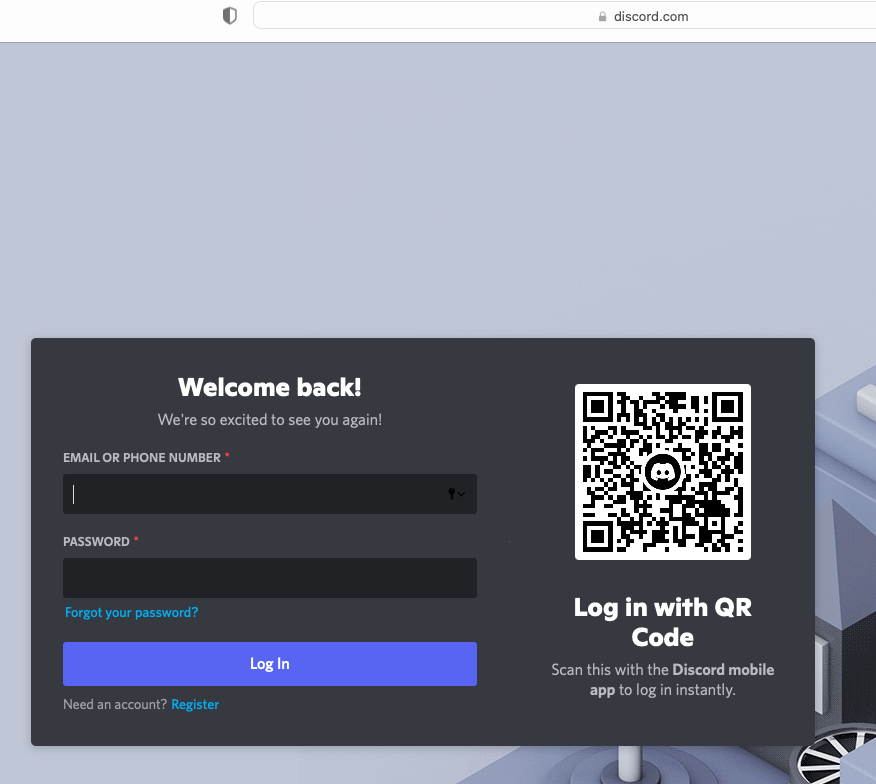 discord.com
Welcome back!
We're so excited to see you again!
EMAIL OR PHONE NUMBER *
PASSWORD *
Forgot your password?
Log In
Need an account? Register
Log in with QR
Code
Scan this with the Discord mobile
app to log in instantly.